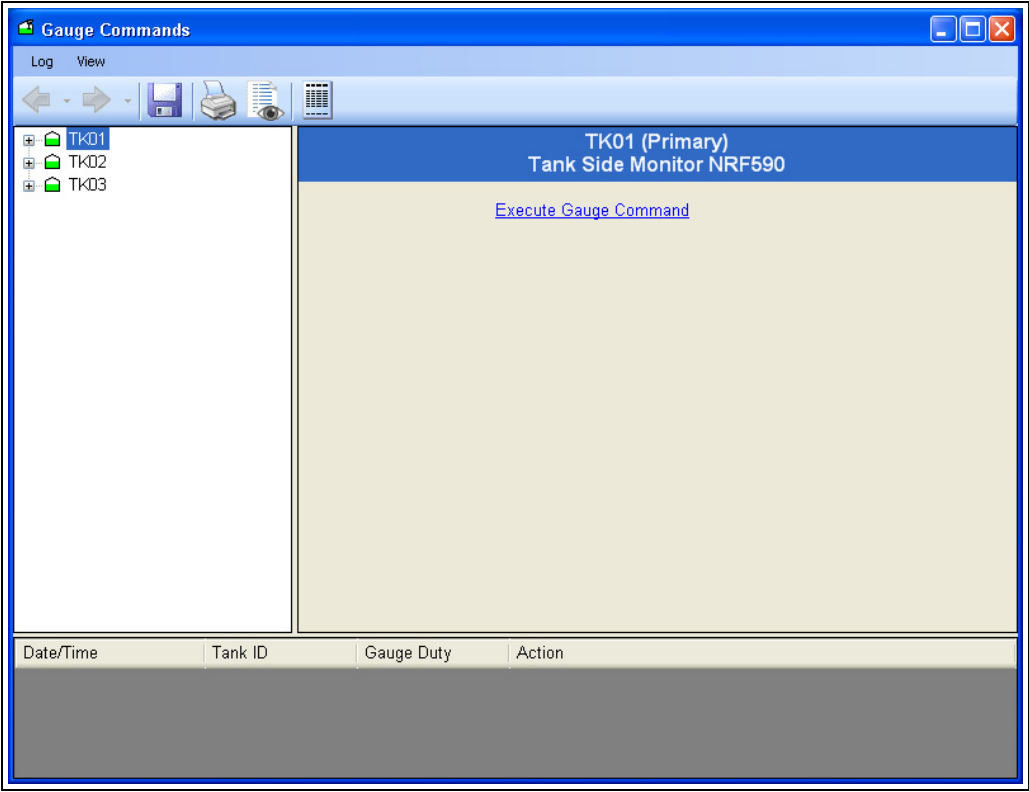 Gauge Commands
Log View
TK01
TK02
TK03
TK01 (Primary)
Tank Side Monitor NRF590
Execute Gauge Command
Date/Time Tank ID Gauge Duty Action